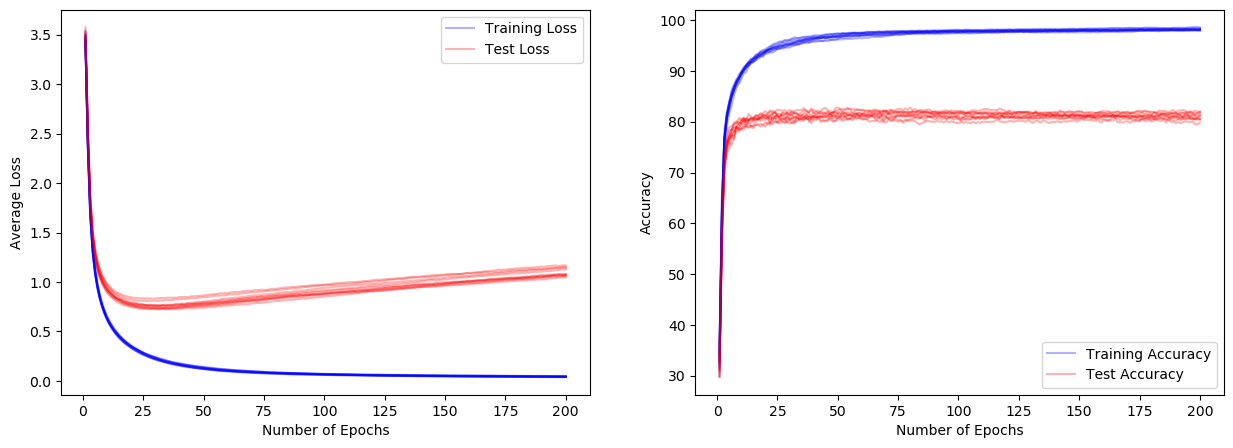 Average Loss
3.5
3.0
2.5
2.0
1.5
1.0
0.5
0.0
Training Loss
Test Loss
0 25 50 75 100 125 150 175 200
Number of Epochs
Accuracy
100
90
80
70
60
50
40
30
Training Accuracy
Test Accuracy
0 25 50 75 100 125 150 175 200
Number of Epochs